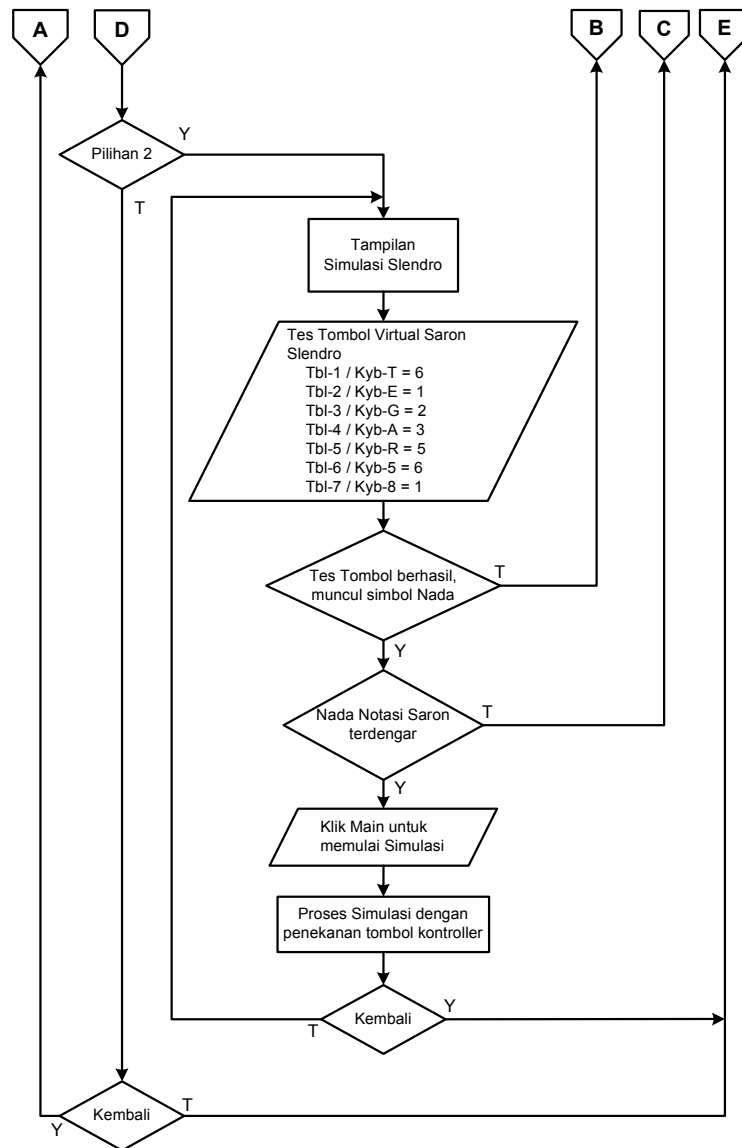 A
D
B
C
E
Pilihan 2
Y
T
Tampilan
Simulasi Slendro
Tes Tombol Virtual Saron
Slendro
Tbl-1 / Kyb-T = 6
Tbl-2 / Kyb-E = 1
Tbl-3 / Kyb-G = 2
Tbl-4 / Kyb-A = 3
Tbl-5 / Kyb-R = 5
Tbl-6 / Kyb-5 = 6
Tbl-7 / Kyb-8 = 1
Tes Tombol berhasil,
muncul simbol Nada
T
Y
Nada Notasi Saron
terdengar
T
Y
Klik Main untuk
memulai Simulasi
Proses Simulasi dengan
penekanan tombol kontroller
Kembali
Y
T
Kembali
Y
T